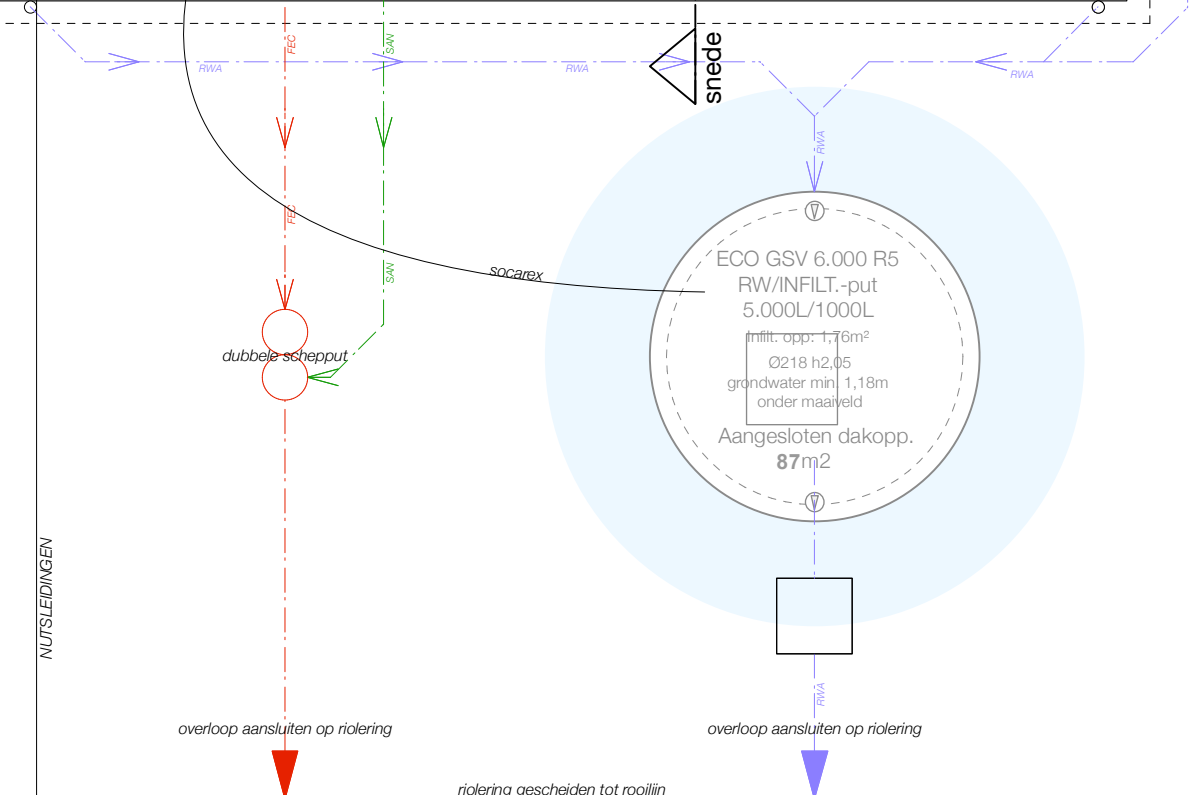 FEC
SAN
snede
RWA
RWA
RWA
RWA
FEC
SAN
socarex
ECO GSV 6.000 R5
RW/INFILT.-put
5.000L/1000L
Infilt. opp: 1,76m²
Ø218 h2,05
grondwater min. 1,18m
onder maaiveld
Aangesloten dakopp.
87m2
dubbele schepput
NUTSLEIDINGEN
RWA
overloop aansluiten op riolering
overloop aansluiten op riolering
riolering gescheiden tot rooilijn